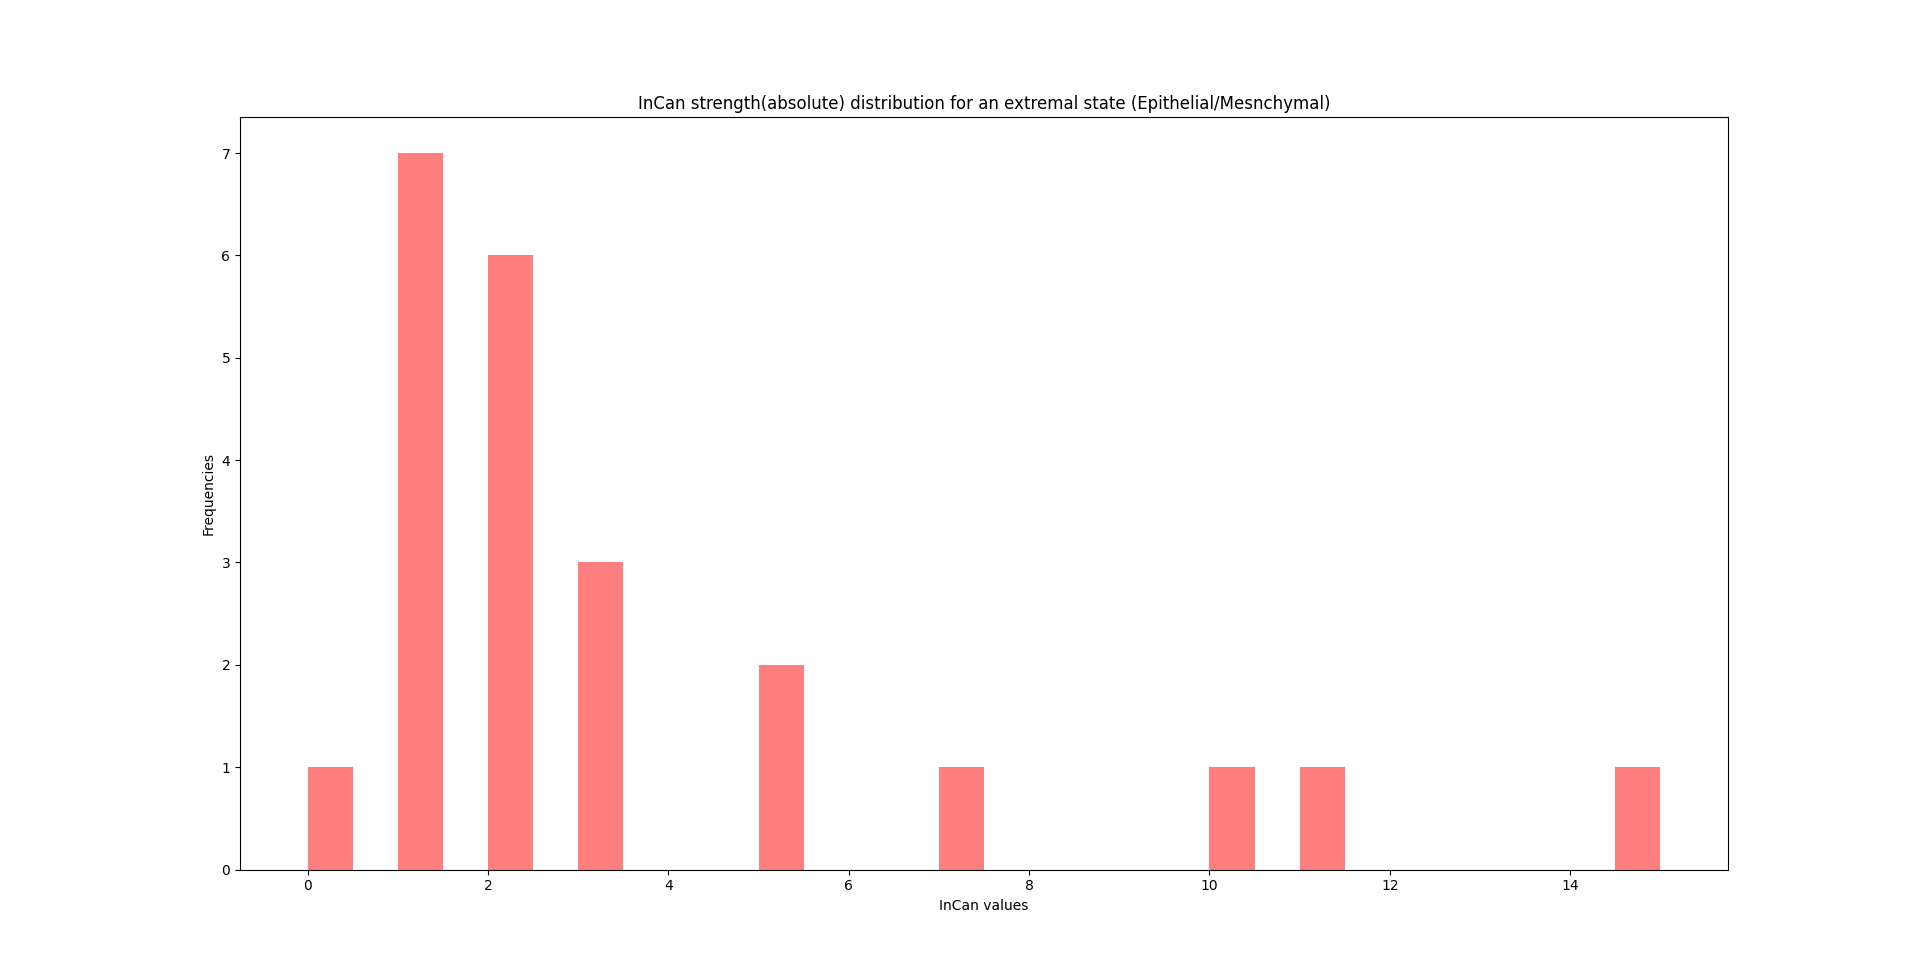 InCan strength(absolute) distribution for an extremal state (Epithelial/Mesnchymal)
7
6
5
4
3
2
1
0
Frequencies
0 2 4 6 8 10 12 14
InCan values